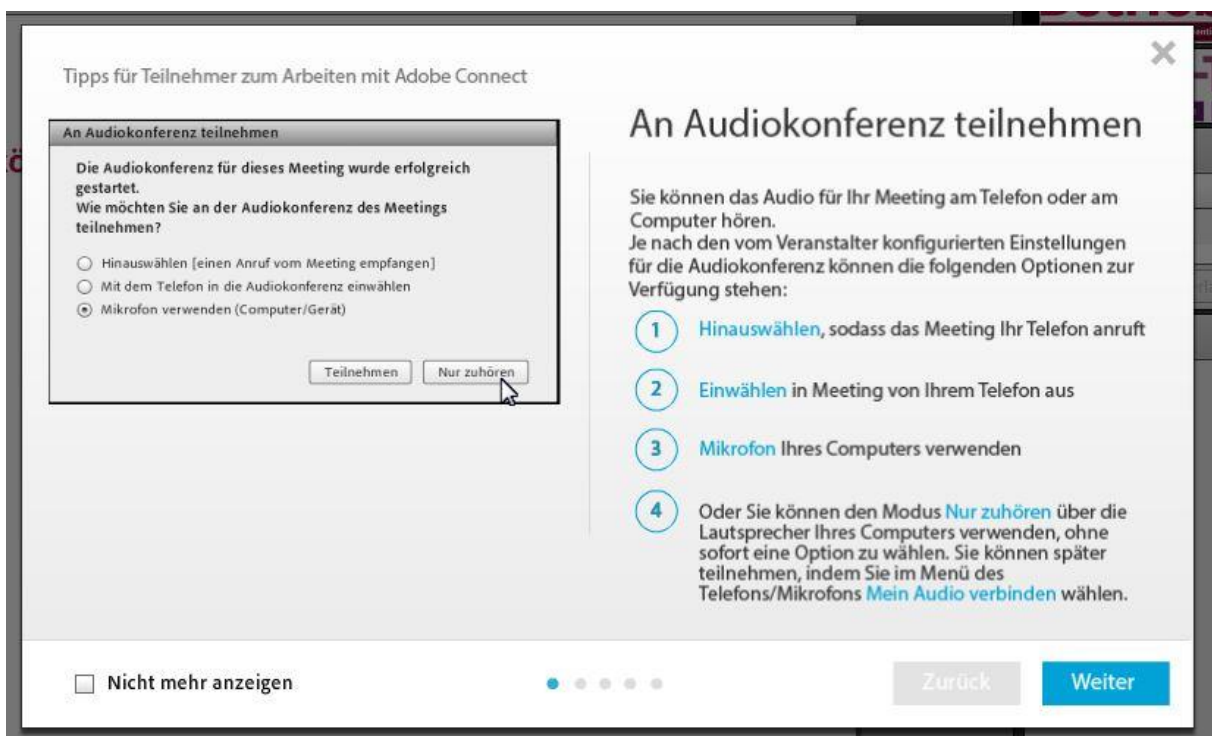 Tipps für Teilnehmer zum Arbeiten mit Adobe Connect
An Audiokonferenz teilnehmen
Die Audiokonferenz für dieses Meeting wurde erfolgreich
gestartet.
Wie möchten Sie an der Audiokonferenz des Meetings
teilnehmen?
Hinauswählen [einen Anruf vom Meeting empfangen]
Mit dem Telefon in die Audiokonferenz einwählen
Mikrofon verwenden (Computer/Gerät)
Teilnehmen
Nur zuhören
An Audiokonferenz teilnehmen
Sie können das Audio für Ihr Meeting am Telefon oder am
Computer hören.
Je nach den vom Veranstalter konfigurierten Einstellungen
für die Audiokonferenz können die folgenden Optionen zur
Verfügung stehen:
1 Hinauswählen, sodass das Meeting Ihr Telefon anruft
2 Einwählen in Meeting von Ihrem Telefon aus
3 Mikrofon Ihres Computers verwenden
4 Oder Sie können den Modus Nur zuhören über die
Lautsprecher Ihres Computers verwenden, ohne
sofort eine Option zu wählen. Sie können später
teilnehmen, indem Sie im Menü des
Telefons/Mikrofons Mein Audio verbinden wählen.
Nicht mehr anzeigen
Zurück
Weiter